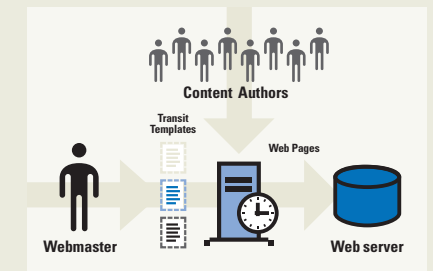 Content Authors
Transit
Templates
Web Pages
Webmaster
Web server